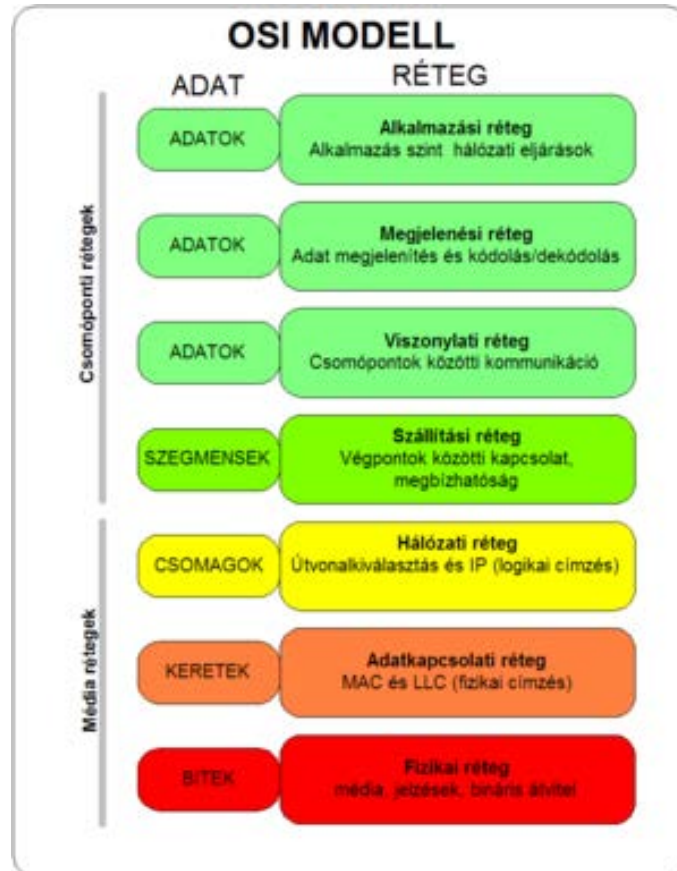 OSI MODELL
ADAT
RÉTEG
Csomóponti rétegek
ADATOK
Alkalmazási réteg
Alkalmazás szint hálózati eljárások
ADATOK
Megjelenési réteg
Adat megjelenítés és kódolás/dekódolás
ADATOK
Viszonylati réteg
Csomópontok közötti kommunikáció
SZEGMENSEK
Szállítási réteg
Végpontok közötti kapcsolat,
megbízhatóság
Média rétegek
CSOMAGOK
Hálózati réteg
Útvonalkiválasztás és IP (logikai címzés)
KERETEK
Adatkapcsolati réteg
MAC és LLC (fizikai címzés)
BITEK
Fizikai réteg
média, jelzések, bináris átvitel